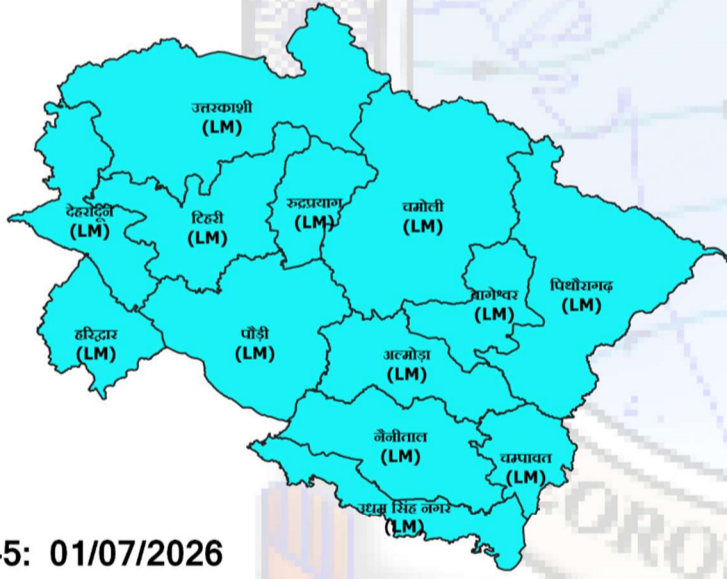 उत्तरकाशी
(LM)
देहरादून
(LM)
टिहरी
(LM)
रुद्रप्रयाग
(LM)
चमोली
(LM)
हरिद्वार
(LM)
पौड़ी
(LM)
बागेश्वर
(LM)
पिथौरागढ़
(LM)
अल्मोड़ा
(LM)
नैनीताल
(LM)
चम्पावत
(LM)
उधम सिंह नगर
(LM)
5: 01/07/2026